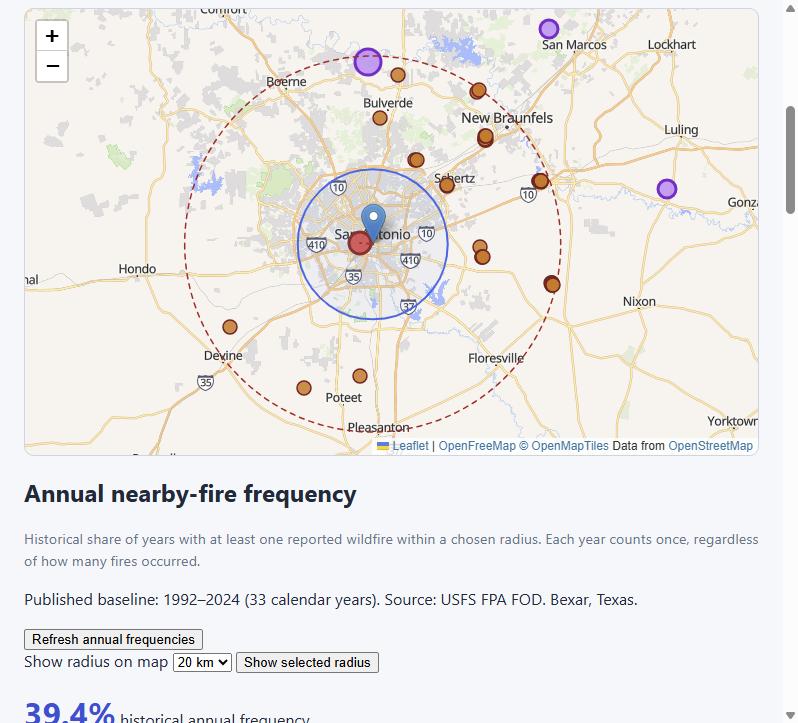 Comfort
+
−
San Marcos
Lockhart
Boerne
Bulverde
New Braunfels
Luling
Schertz
10
10
Gonz
San Antonio
10
410
410
35
37
Hondo
nal
Nixon
Devine
Floresville
35
Poteet
Pleasanton
Yorktown
Leaflet | OpenFreeMap © OpenMapTiles Data from OpenStreetMap
Annual nearby-fire frequency
Historical share of years with at least one reported wildfire within a chosen radius. Each year counts once, regardless
of how many fires occurred.
Published baseline: 1992–2024 (33 calendar years). Source: USFS FPA FOD. Bexar, Texas.
Refresh annual frequencies
Show radius on map 20 km Show selected radius
39.4% historical annual frequency